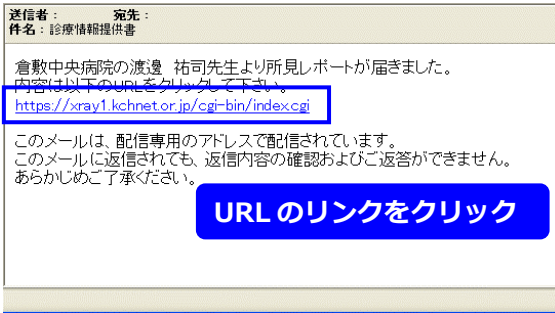 送信者： 宛先：
件名：診療情報提供書
倉敷中央病院の渡邊　祐司先生より所見レポートが届きました。
内容は以下のURLをクリックして下さい。
https://xray1.kchnet.or.jp/cgi-bin/index.cgi
このメールは、配信専用のアドレスで配信されています。
このメールに返信されても、返信内容の確認およびご返答ができません。
あらかじめご了承ください。
URLのリンクをクリック